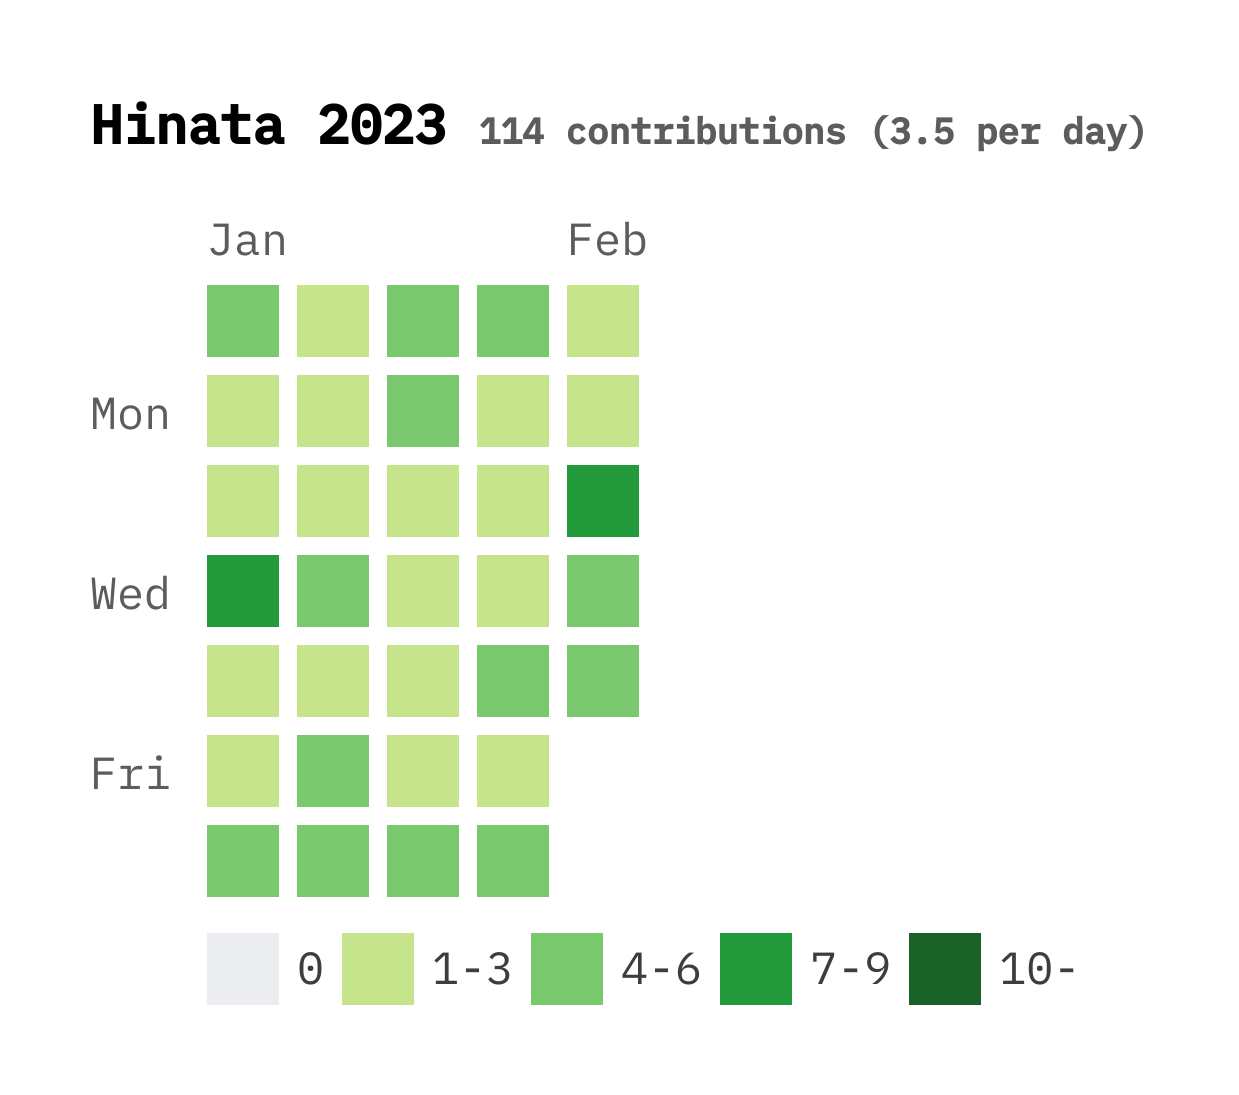 Hinata 2023 114 contributions (3.5 per day)
Jan Feb
Mon
Wed
Fri
0 1-3 4-6 7-9 10-